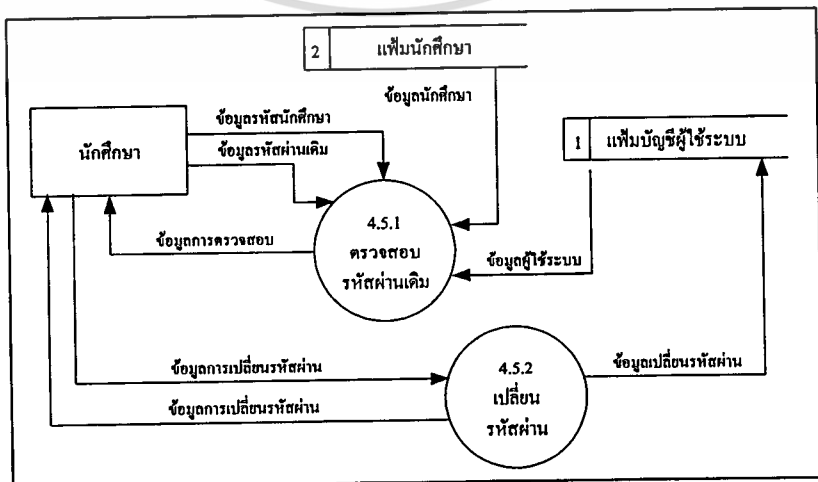 2 แฟ้มนักศึกษา
ข้อมูลนักศึกษา
ข้อมูลรหัสนักศึกษา
1 แฟ้มบัญชีผู้ใช้ระบบ
นักศึกษา
ข้อมูลรหัสผ่านเดิม
4.5.1
ตรวจสอบ
รหัสผ่านเดิม
ข้อมูลการตรวจสอบ
ข้อมูลผู้ใช้ระบบ
ข้อมูลการเปลี่ยนรหัสผ่าน
4.5.2
เปลี่ยน
รหัสผ่าน
ข้อมูลเปลี่ยนรหัสผ่าน
ข้อมูลการเปลี่ยนรหัสผ่าน